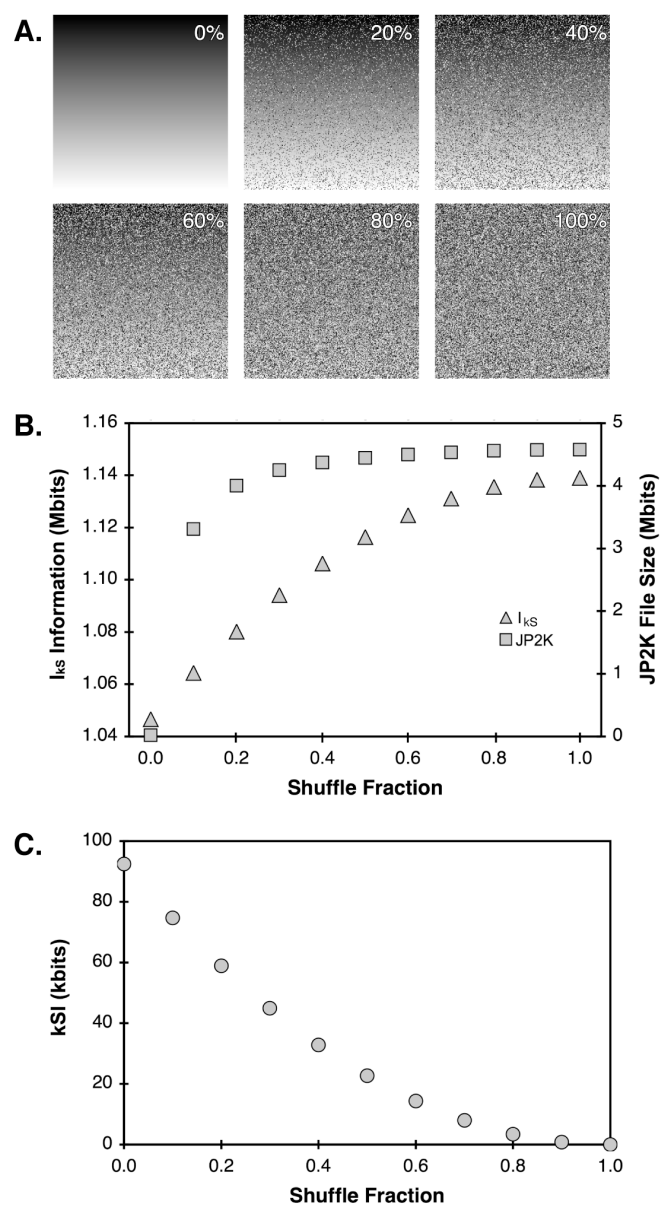 A.
0%
20%
40%
60%
80%
100%
B.
1.16
1.14
1.12
1.10
1.08
1.06
1.04
I_ks Information (Mbits)
5
4
3
2
1
0
JP2K File Size (Mbits)
I_kS
JP2K
0.0 0.2 0.4 0.6 0.8 1.0
Shuffle Fraction
C.
100
80
60
40
20
0
kSI (kbits)
0.0 0.2 0.4 0.6 0.8 1.0
Shuffle Fraction